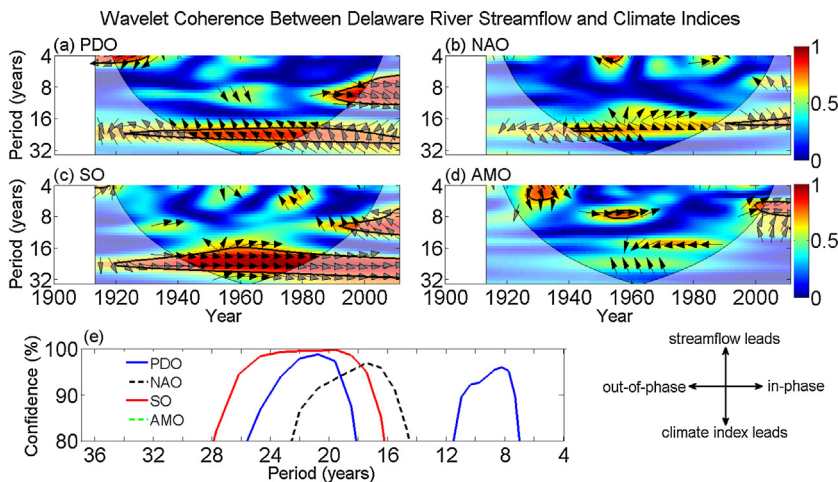 Wavelet Coherence Between Delaware River Streamflow and Climate Indices
(a) PDO
(b) NAO
Period (years)
4
8
16
32
4
8
16
32
1
0.5
0
(c) SO
(d) AMO
Period (years)
4
8
16
32
4
8
16
32
1
0.5
0
1900 1920 1940 1960 1980 2000
Year
1900 1920 1940 1960 1980 2000
Year
(e)
Confidence (%)
100
90
80
PDO
NAO
SO
AMO
36 32 28 24 20 16 12 8 4
Period (years)
streamflow leads
out-of-phase
in-phase
climate index leads